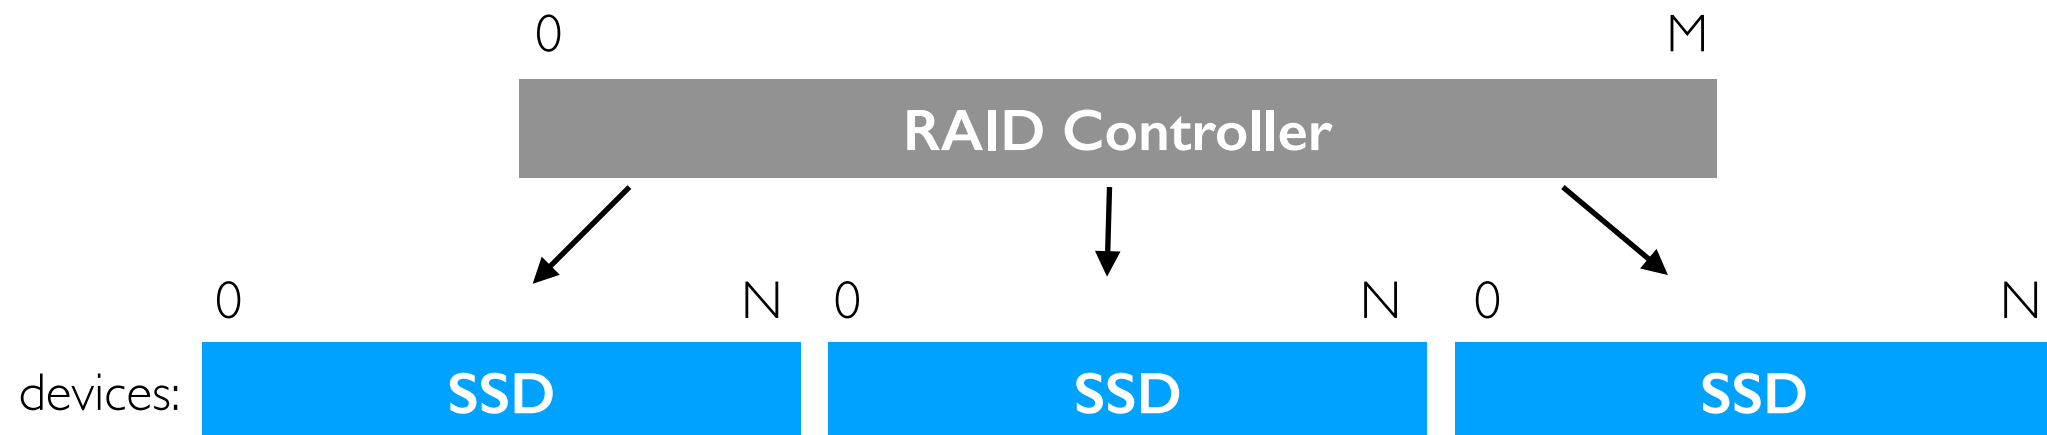 0 M
RAID Controller
0 N 0 N 0 N
devices: SSD SSD SSD